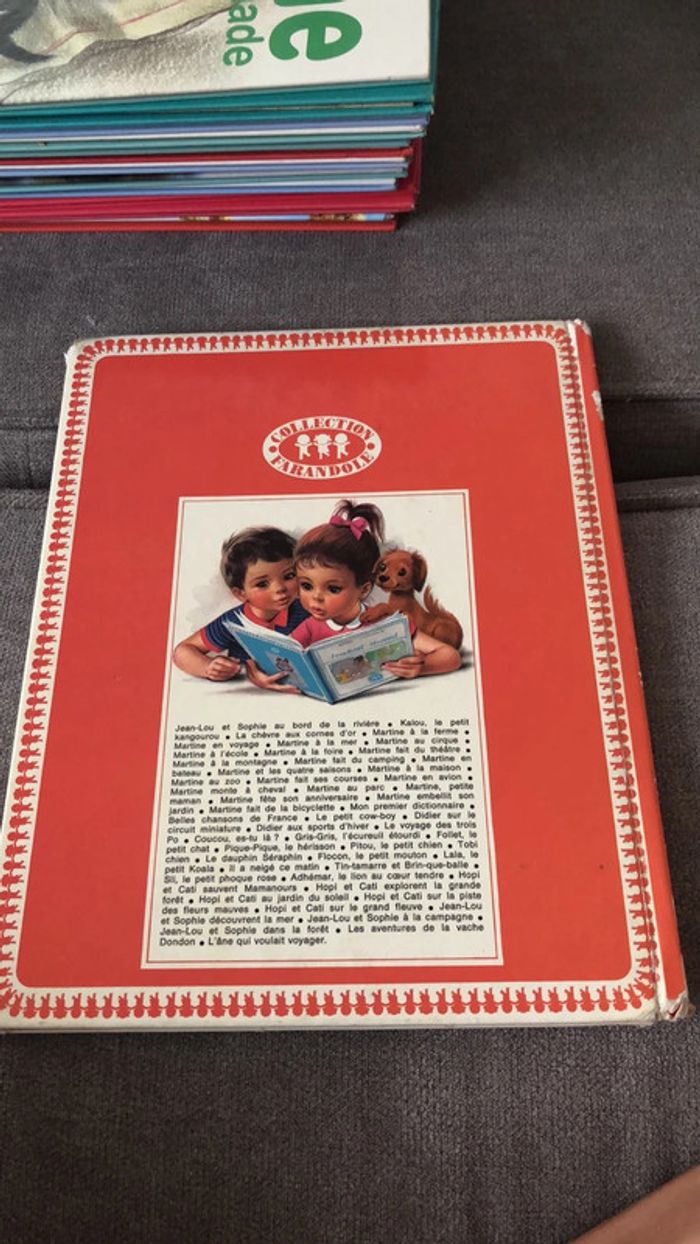 ne
ade
COLLECTION
FARANDOLE
Jean-Lou et Sophie au bord de la rivière • Kalou, le petit
kangourou • La chèvre aux cornes d'or • Martine à la ferme •
Martine en voyage • Martine à la mer • Martine au cirque •
Martine à l'école • Martine à la foire • Martine fait du théâtre •
Martine à la montagne • Martine fait du camping • Martine en
bateau • Martine et les quatre saisons • Martine à la maison •
Martine au zoo • Martine fait ses courses • Martine en avion •
Martine monte à cheval • Martine au parc • Martine, petite
maman • Martine fête son anniversaire • Martine embellit son
jardin • Martine fait de la bicyclette • Mon premier dictionnaire •
Belles chansons de France • Le petit cow-boy • Didier sur le
circuit miniature • Didier aux sports d'hiver • Le voyage des trois
Po • Coucou, es-tu là ? • Gris-Gris, l'écureuil étourdi • Follet, le
petit chat • Pique-Pique, le hérisson • Pitou, le petit chien • Tobi
chien • Le dauphin Séraphin • Flocon, le petit mouton • Lala, le
petit Koala • Il a neigé ce matin • Tin-tamarre et Brin-que-balle •
Sli, le petit phoque rose • Adhémar, le lion au cœur tendre • Hopi
et Cati sauvent Mamanours • Hopi et Cati explorent la grande
forêt • Hopi et Cati au jardin du soleil • Hopi et Cati sur la piste
des fleurs mauves • Hopi et Cati sur le grand fleuve • Jean-Lou
et Sophie découvrent la mer • Jean-Lou et Sophie à la campagne •
Jean-Lou et Sophie dans la forêt • Les aventures de la vache
Dondon • L'âne qui voulait voyager.